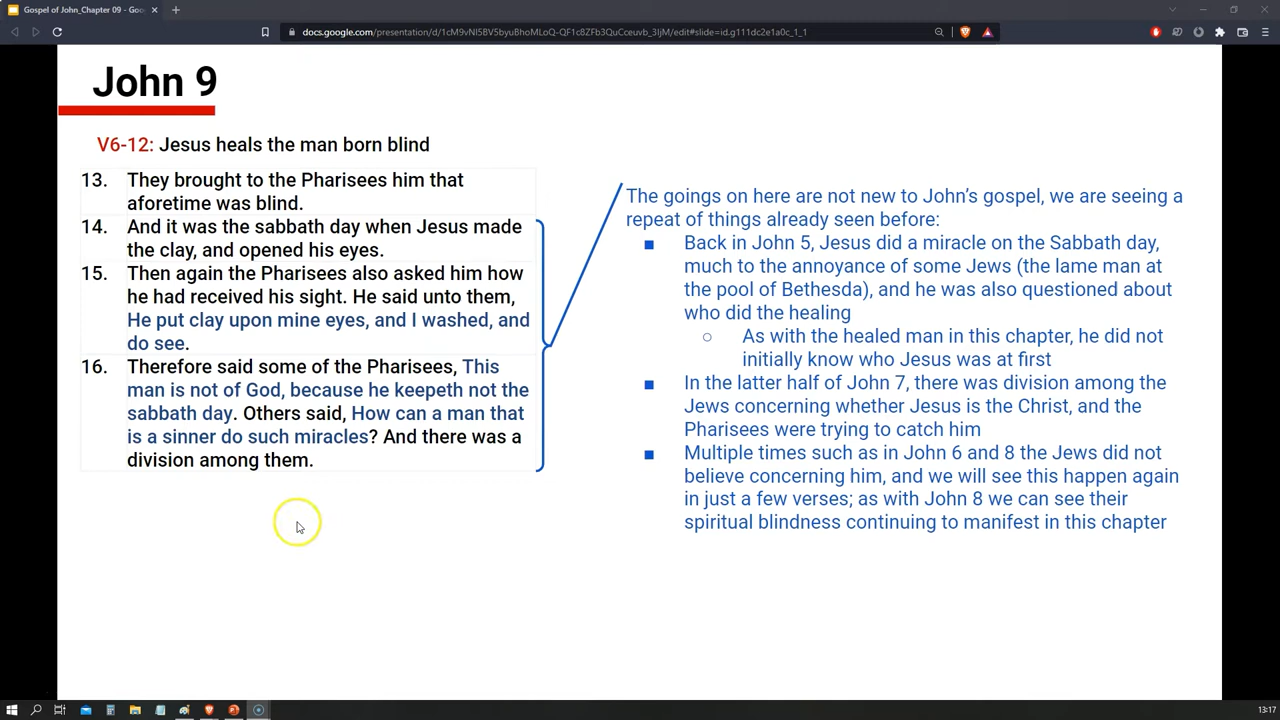 Gospel of John_Chapter 09 - Goo
docs.google.com/presentation/d/1cM9vNI5BV5byuBhoMLoQ-QF1c8ZFb3QuCceuvb_3IjM/edit#slide=id.g111dc2e1a0c_1_1
John 9
V6-12: Jesus heals the man born blind
13. They brought to the Pharisees him that
aforetime was blind.
14. And it was the sabbath day when Jesus made
the clay, and opened his eyes.
15. Then again the Pharisees also asked him how
he had received his sight. He said unto them,
He put clay upon mine eyes, and I washed, and
do see.
16. Therefore said some of the Pharisees, This
man is not of God, because he keepeth not the
sabbath day. Others said, How can a man that
is a sinner do such miracles? And there was a
division among them.
The goings on here are not new to John’s gospel, we are seeing a
repeat of things already seen before:
■ Back in John 5, Jesus did a miracle on the Sabbath day,
much to the annoyance of some Jews (the lame man at
the pool of Bethesda), and he was also questioned about
who did the healing
○ As with the healed man in this chapter, he did not
initially know who Jesus was at first
■ In the latter half of John 7, there was division among the
Jews concerning whether Jesus is the Christ, and the
Pharisees were trying to catch him
■ Multiple times such as in John 6 and 8 the Jews did not
believe concerning him, and we will see this happen again
in just a few verses; as with John 8 we can see their
spiritual blindness continuing to manifest in this chapter
13:17